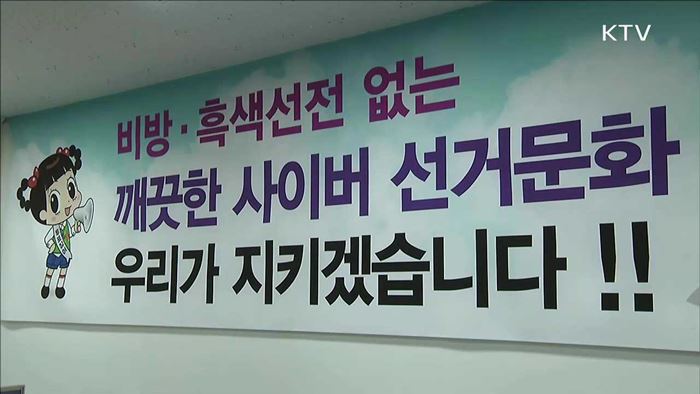 KTV
비방·흑색선전 없는
깨끗한 사이버 선거문화
우리가 지키겠습니다 !!